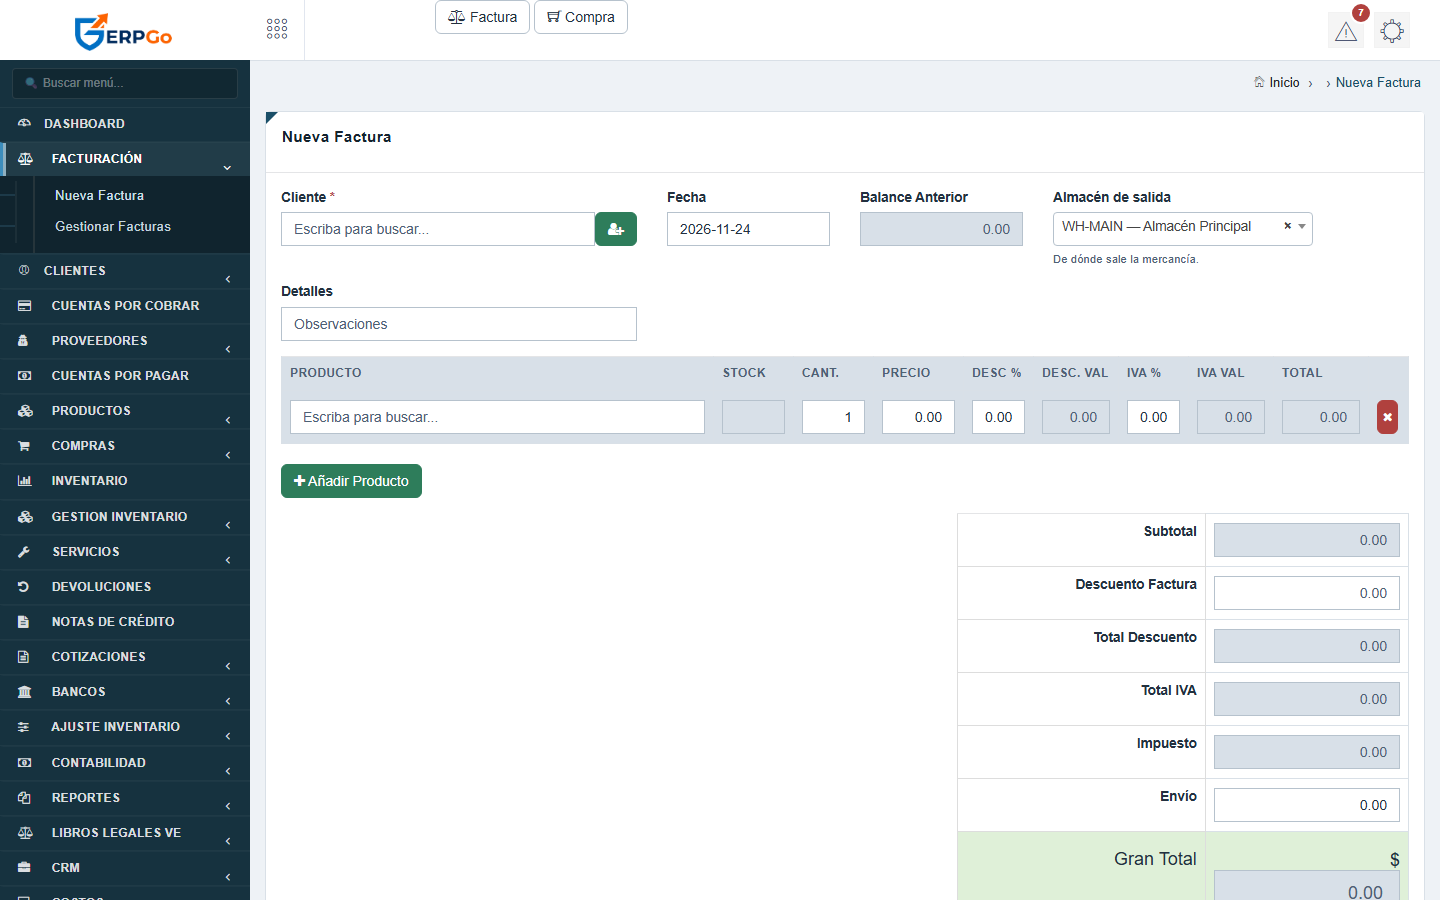 ERPGo
Factura
Compra
7
Buscar menú...
Inicio › › Nueva Factura
DASHBOARD
FACTURACIÓN
Nueva Factura
Gestionar Facturas
CLIENTES
CUENTAS POR COBRAR
PROVEEDORES
CUENTAS POR PAGAR
PRODUCTOS
COMPRAS
INVENTARIO
GESTION INVENTARIO
SERVICIOS
DEVOLUCIONES
NOTAS DE CRÉDITO
COTIZACIONES
BANCOS
AJUSTE INVENTARIO
CONTABILIDAD
REPORTES
LIBROS LEGALES VE
CRM
Nueva Factura
Cliente *
Escriba para buscar...
Fecha
2026-11-24
Balance Anterior
0.00
Almacén de salida
WH-MAIN — Almacén Principal × 
De dónde sale la mercancía.
Detalles
Observaciones
PRODUCTO STOCK CANT. PRECIO DESC % DESC. VAL IVA % IVA VAL TOTAL
Escriba para buscar... 1 0.00 0.00 0.00 0.00 0.00 0.00
Añadir Producto
Subtotal 0.00
Descuento Factura 0.00
Total Descuento 0.00
Total IVA 0.00
Impuesto 0.00
Envío 0.00
Gran Total $
0.00